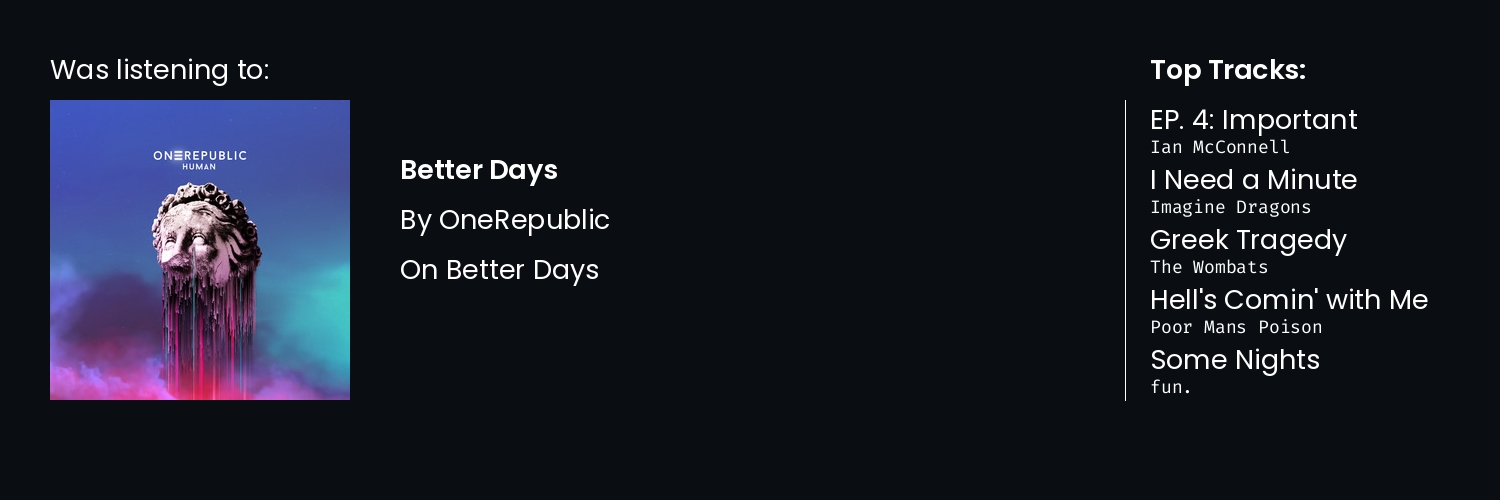 Was listening to:
ONEREPUBLIC
HUMAN
Better Days
By OneRepublic
On Better Days
Top Tracks:
EP. 4: Important
Ian McConnell
I Need a Minute
Imagine Dragons
Greek Tragedy
The Wombats
Hell's Comin' with Me
Poor Mans Poison
Some Nights
fun.